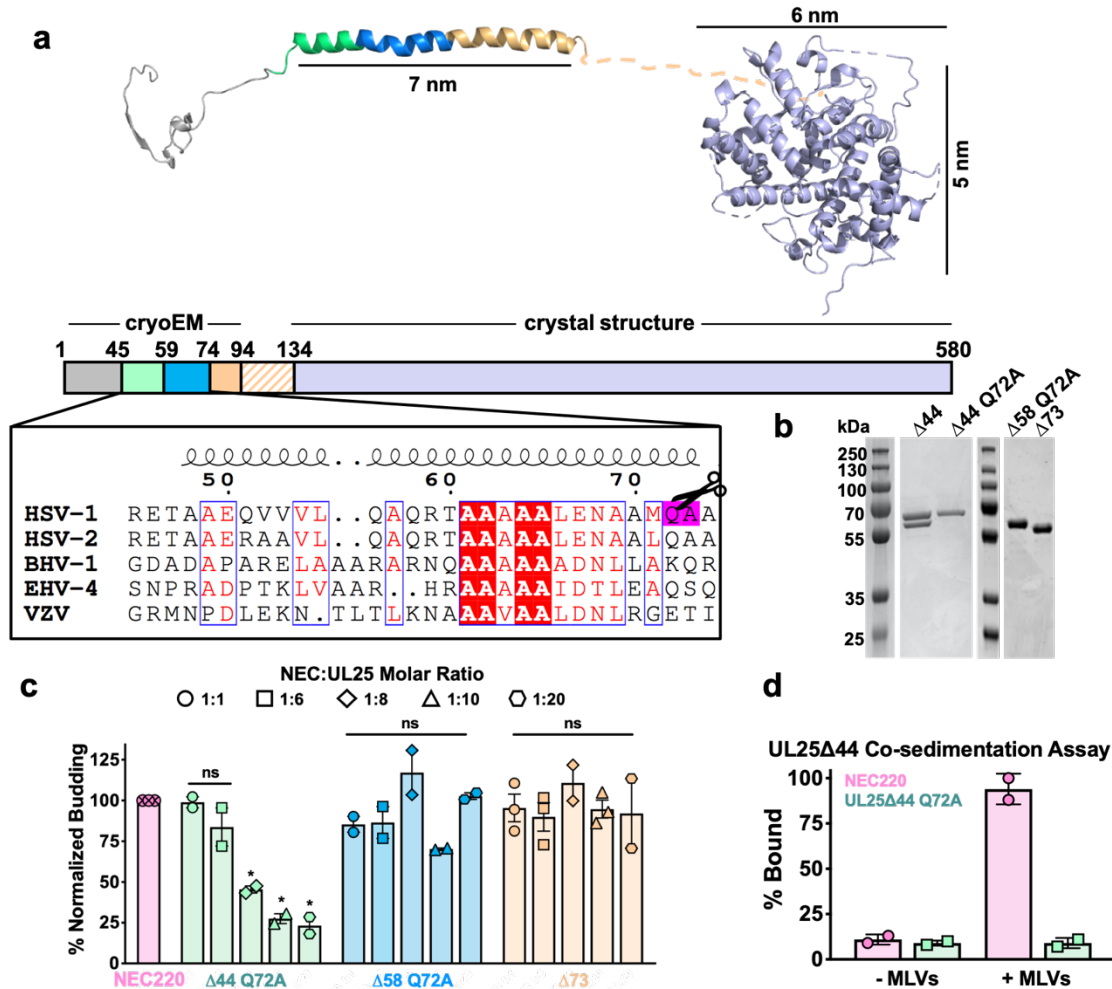 a
6 nm
7 nm
5 nm
cryoEM
crystal structure
1 45 59 74 94 134 580
50 60 70
HSV-1 RETAAEQVVVL..QAQRTAAAAALENAAMQAA
HSV-2 RETAAERAAVL..QAQRTAAAAALENAALQAA
BHV-1 GDADAPARELAAARARNQAAAAAADNLLAKQR
EHV-4 SNPRADPTKLVAAR..HRAAAAAIDTLEAQSQ
VZV GRMNPDLEKN.TLTLKNAAAVAALDNLRGETI
b
kDa
Δ44
Δ44 Q72A
Δ58 Q72A
Δ73
250
130
100
70
55
35
25
c
NEC:UL25 Molar Ratio
1:1 1:6 1:8 1:10 1:20
% Normalized Budding
125
100
75
50
25
0
ns
* * *
ns
ns
NEC220 Δ44 Q72A Δ58 Q72A Δ73
d
UL25Δ44 Co-sedimentation Assay
NEC220
UL25Δ44 Q72A
% Bound
100
50
0
- MLVs + MLVs